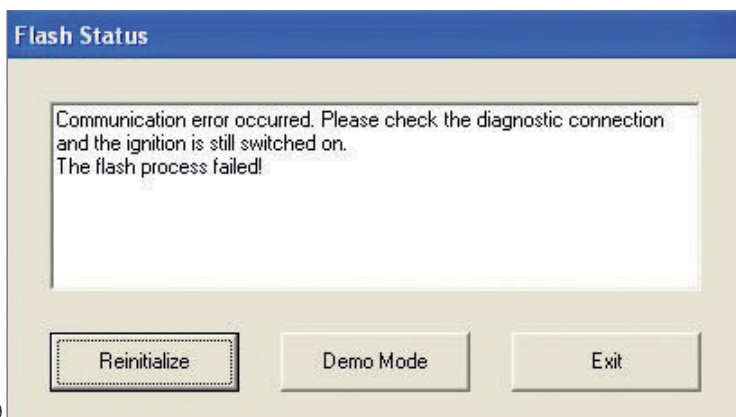 Flash Status
Communication error occurred. Please check the diagnostic connection
and the ignition is still switched on.
The flash process failed!
Reinitialize
Demo Mode
Exit